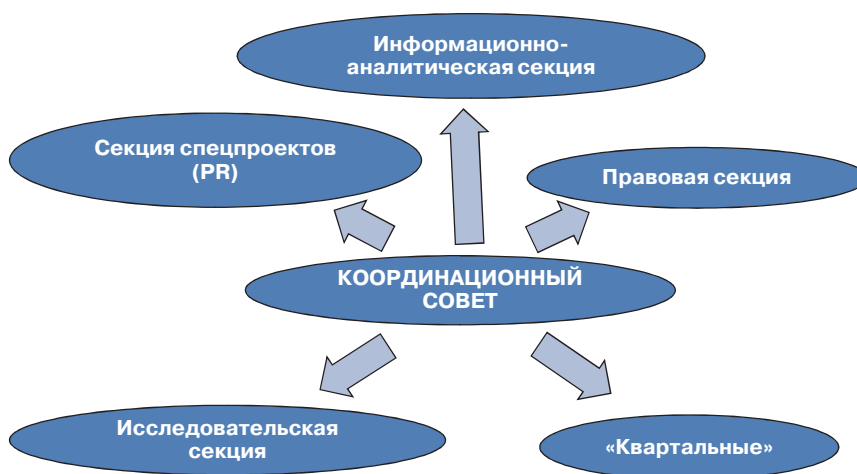 Информационно-
аналитическая секция
Секция спецпроектов
(PR)
Правовая секция
КООРДИНАЦИОННЫЙ
СОВЕТ
Исследовательская
секция
«Квартальные»